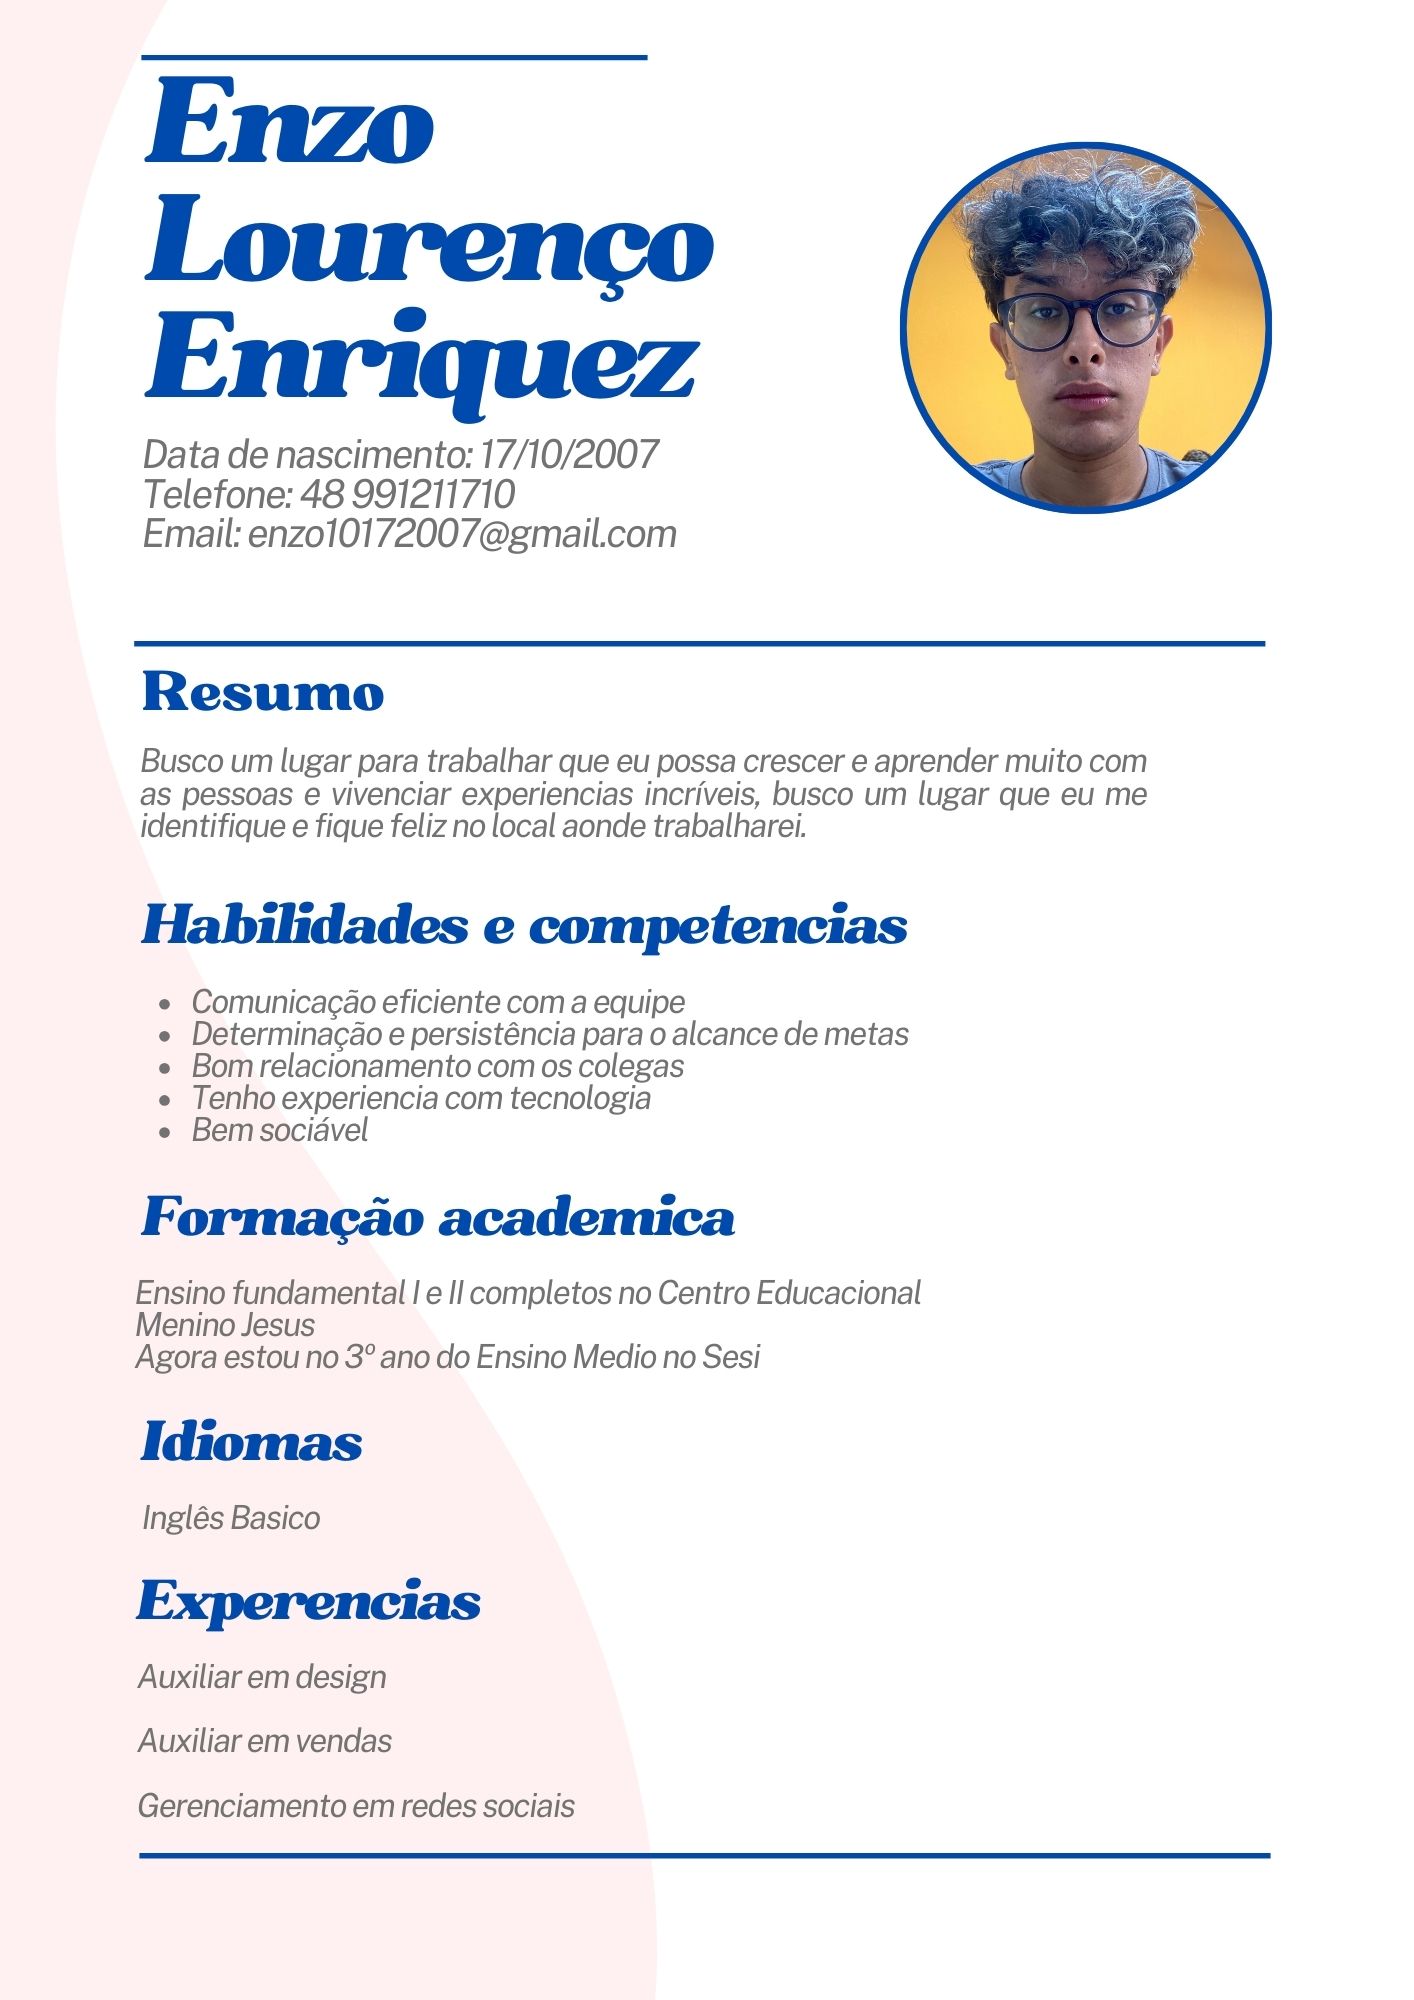 Enzo
Lourenço
Enriquez
Data de nascimento: 17/10/2007
Telefone: 48 991211710
Email: enzo10172007@gmail.com
Resumo
Busco um lugar para trabalhar que eu possa crescer e aprender muito com
as pessoas e vivenciar experiencias incríveis, busco um lugar que eu me
identifique e fique feliz no local aonde trabalharei.
Habilidades e competencias
• Comunicação eficiente com a equipe
• Determinação e persistência para o alcance de metas
• Bom relacionamento com os colegas
• Tenho experiencia com tecnologia
• Bem sociável
Formação academica
Ensino fundamental I e II completos no Centro Educacional
Menino Jesus
Agora estou no 3º ano do Ensino Medio no Sesi
Idiomas
Inglês Basico
Experencias
Auxiliar em design
Auxiliar em vendas
Gerenciamento em redes sociais